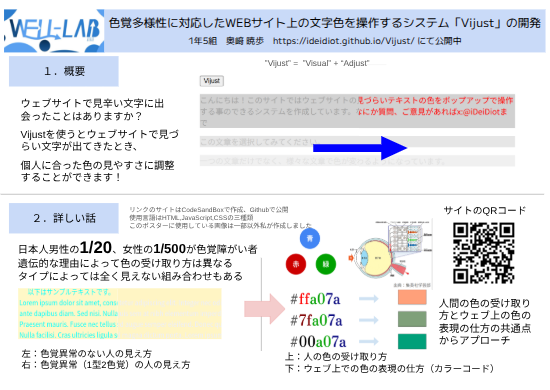 WELL-LAB
色覚多様性に対応したWEBサイト上の文字色を操作するシステム「Vijust」の開発
1年5組　奥﨑 暁歩　https://ideidiot.github.io/Vijust/ にて公開中
1．概要
"Vijust" = "Visual" + "Adjust"
Vijust
ウェブサイトで見辛い文字に出
会ったことはありますか？
Vijustを使うとウェブサイトで見づ
らい文字が出てきたとき、
個人に合った色の見やすさに調整
することができます！
こんにちは！このサイトではウェブサイトの見づらいテキストの色をポップアップで操作
する事のできるシステムを作成しています。なにか質問、ご意見があればx:@iDeiDiotま
で
この文章を選択してみてください
2．詳しい話
リンクのサイトはCodeSandBoxで作成、Githubで公開
使用言語はHTML,JavaScript,CSSの三種類
このポスターに使用している画像は一部以外私が作成しました
日本人男性の1/20、女性の1/500が色覚障がい者
遺伝的な理由によって色の受け取り方は異なる
タイプによっては全く見えない組み合わせもある
以下はサンプルテキストです。
Lorem ipsum dolor sit amet, cons
ante dapibus diam. Sed nisi. Nulla
Praesent mauris. Fusce nec tellus
左：色覚異常のない人の見え方
右：色覚異常（1型2色覚）の人の見え方
青
赤
緑
#ffa07a
#7fa07a
#00a07a
上：人の色の受け取り方
下：ウェブ上での色の表現の仕方（カラーコード）
サイトのQRコード
人間の色の受け取り
方とウェブ上の色の
表現の仕方の共通点
からアプローチ